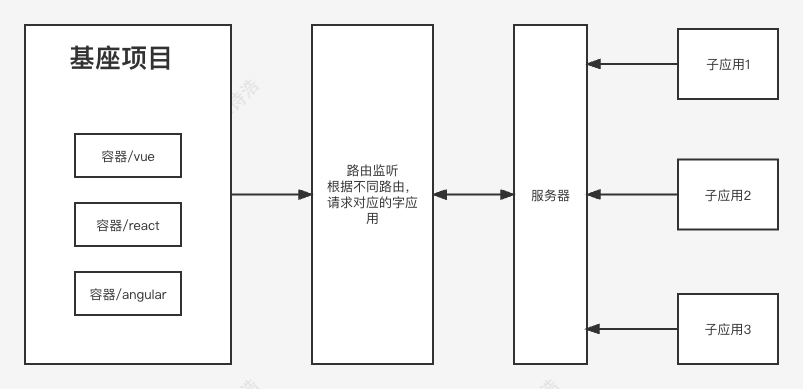 基座项目
容器/vue
容器/react
容器/angular
路由监听
根据不同路由，
请求对应的字应
用
服务器
子应用1
子应用2
子应用3